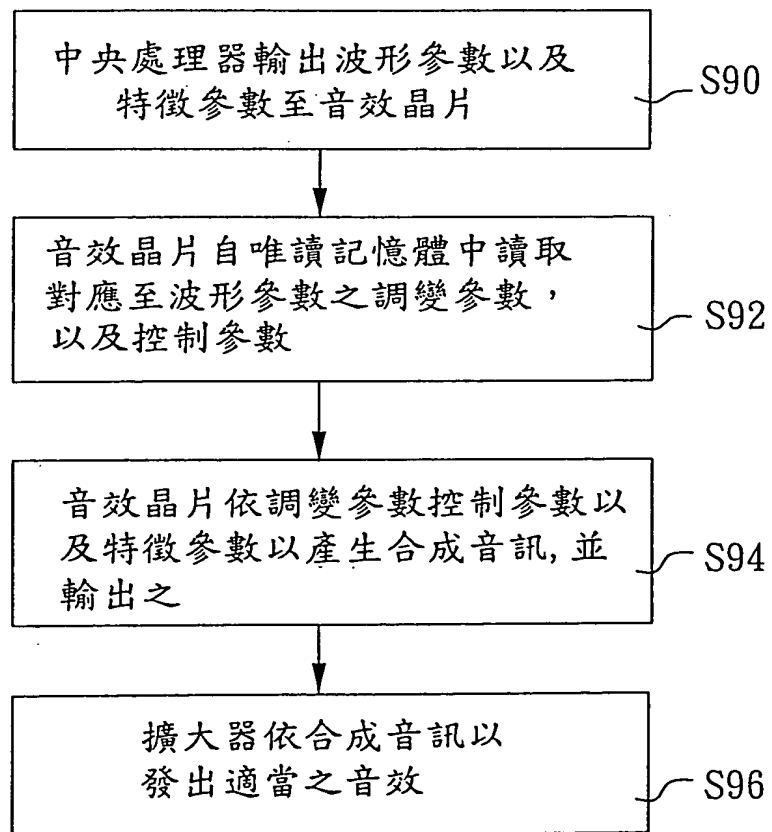 中央處理器輸出波形參數以及
特徵參數至音效晶片
S90
音效晶片自唯讀記憶體中讀取
對應至波形參數之調變參數，
以及控制參數
S92
音效晶片依調變參數控制參數以
及特徵參數以產生合成音訊,並
輸出之
S94
擴大器依合成音訊以
發出適當之音效
S96